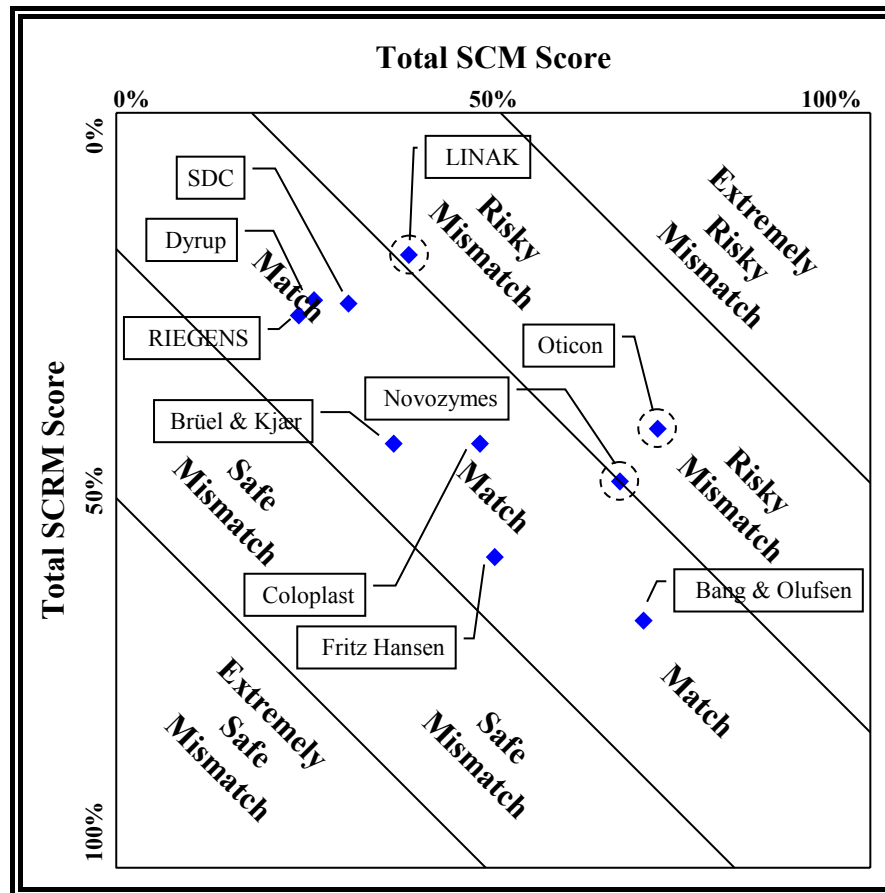 Total SCM Score
0%
50%
100%
Total SCRM Score
0%
50%
100%
LINAK
SDC
Dyrup
RIEGENS
Match
Risky
Mismatch
Extremely
Risky
Mismatch
Oticon
Novozymes
Brüel & Kjær
Safe
Mismatch
Match
Risky
Mismatch
Coloplast
Bang & Olufsen
Fritz Hansen
Match
Extremely
Safe
Mismatch
Safe
Mismatch